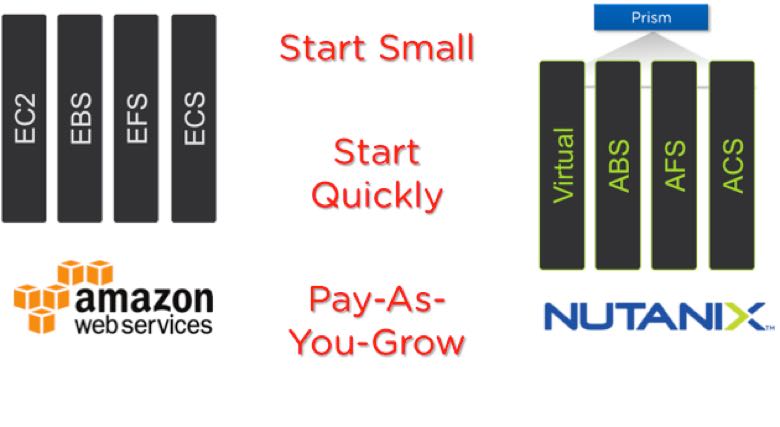 EC2
EBS
EFS
ECS
amazon
web services
Start Small
Start
Quickly
Pay-As-
You-Grow
Prism
Virtual
ABS
AFS
ACS
NUTANIX™